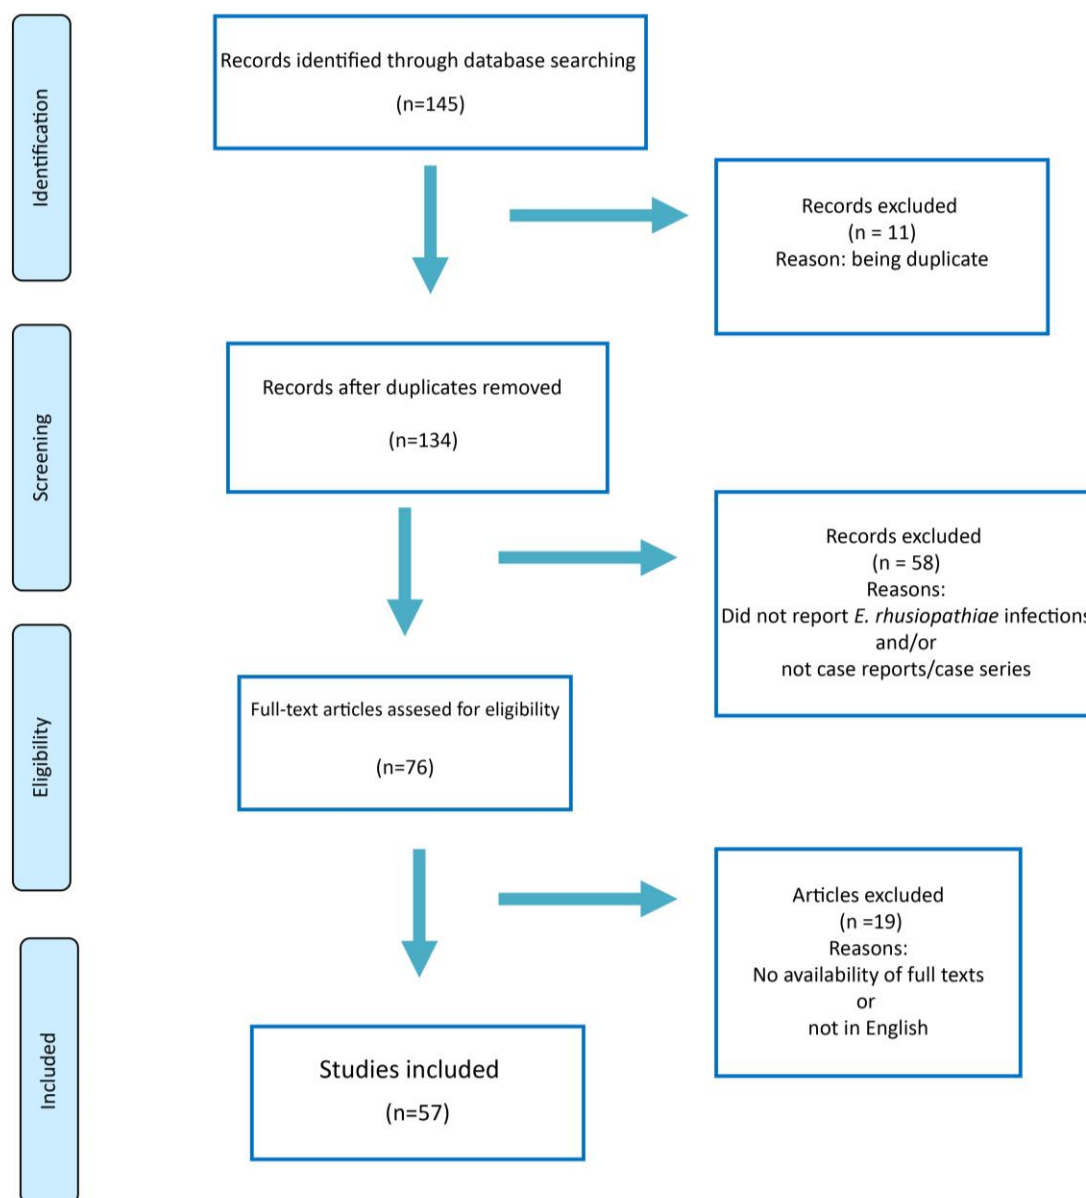 Identification
Records identified through database searching
(n=145)
Records excluded
(n = 11)
Reason: being duplicate
Screening
Records after duplicates removed
(n=134)
Records excluded
(n = 58)
Reasons:
Did not report E. rhusiopathiae infections
and/or
not case reports/case series
Eligibility
Full-text articles assesed for eligibility
(n=76)
Articles excluded
(n =19)
Reasons:
No availability of full texts
or
not in English
Included
Studies included
(n=57)